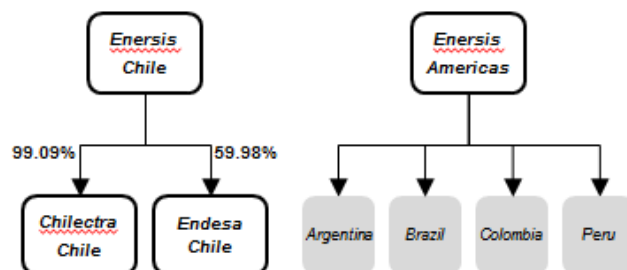 Enersis
Chile
Enersis
Americas
99.09%
59.98%
Chilectra
Chile
Endesa
Chile
Argentina
Brazil
Colombia
Peru